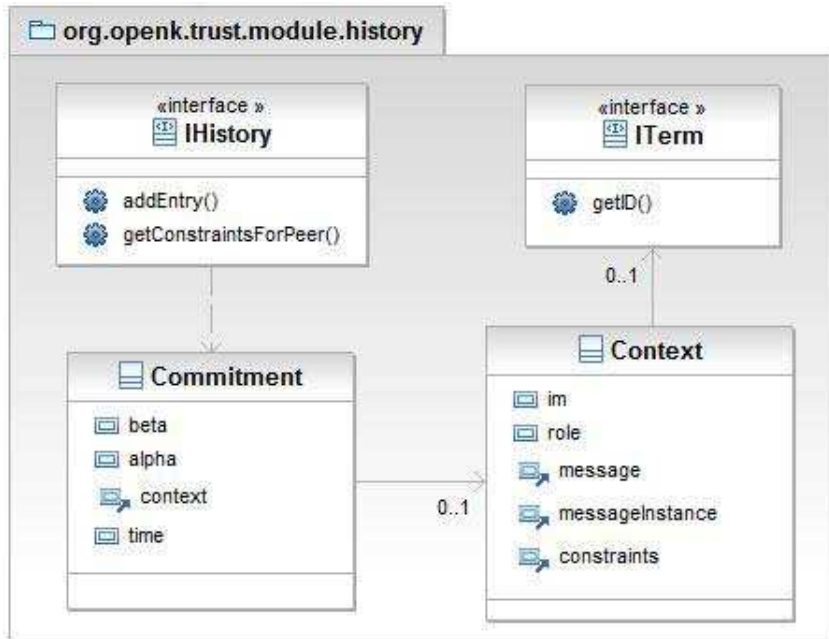 org.openk.trust.module.history
«interface »
IHistory
addEntry()
getConstraintsForPeer()
«interface »
ITerm
getID()
0..1
Commitment
beta
alpha
context
time
0..1
Context
im
role
message
messageInstance
constraints